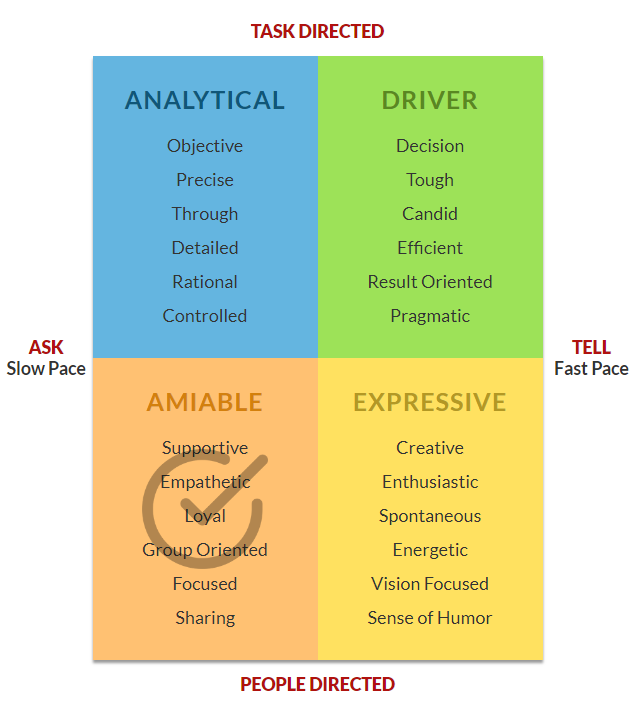 TASK DIRECTED
ANALYTICAL
Objective
Precise
Through
Detailed
Rational
Controlled
DRIVER
Decision
Tough
Candid
Efficient
Result Oriented
Pragmatic
ASK
Slow Pace
TELL
Fast Pace
AMIABLE
Supportive
Empathetic
Loyal
Group Oriented
Focused
Sharing
EXPRESSIVE
Creative
Enthusiastic
Spontaneous
Energetic
Vision Focused
Sense of Humor
PEOPLE DIRECTED